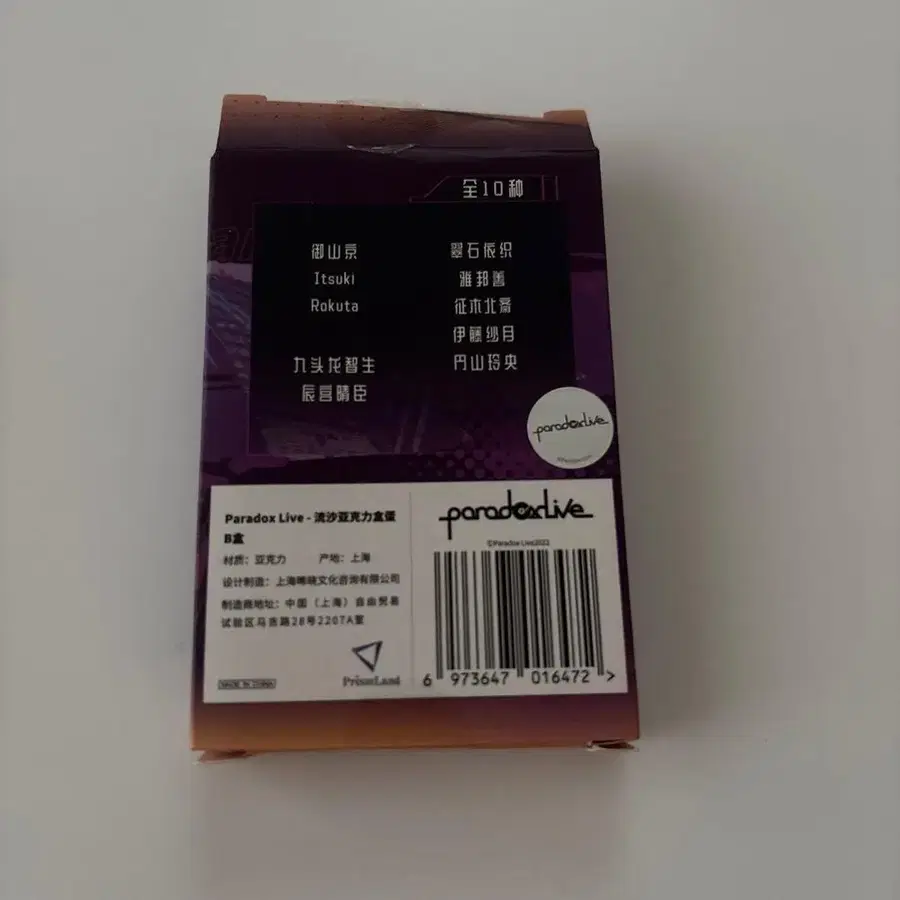 全10种
御山京
Itsuki
Rokuta
九头龙智生
辰宫晴臣
翠石依织
雅邦善
征木北斋
伊藤纱月
円山玲央
paradoxlive
Paradox Live - 流沙亚克力盒蛋
B盒
材质：亚克力 产地：上海
设计制造：上海晞晓文化咨询有限公司
制造商地址：中国（上海）自由贸易
试验区马吉路28号2207A室
MADE IN CHINA
PrismLand
paradoxlive
©Paradox Live2022
6 973647 016472 >